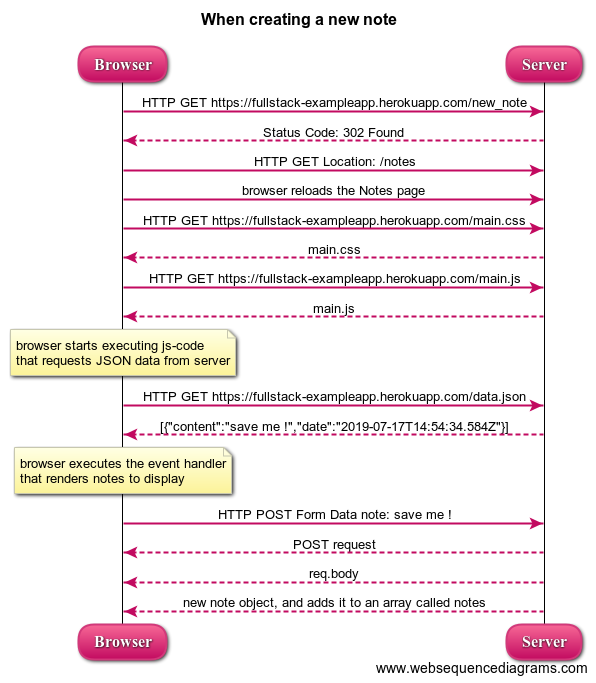 When creating a new note
Browser
Server
HTTP GET https://fullstack-exampleapp.herokuapp.com/new_note
Status Code: 302 Found
HTTP GET Location: /notes
browser reloads the Notes page
HTTP GET https://fullstack-exampleapp.herokuapp.com/main.css
main.css
HTTP GET https://fullstack-exampleapp.herokuapp.com/main.js
main.js
browser starts executing js-code
that requests JSON data from server
HTTP GET https://fullstack-exampleapp.herokuapp.com/data.json
[{"content":"save me !","date":"2019-07-17T14:54:34.584Z"}]
browser executes the event handler
that renders notes to display
HTTP POST Form Data note: save me !
POST request
req.body
new note object, and adds it to an array called notes
Browser
Server
www.websequencediagrams.com